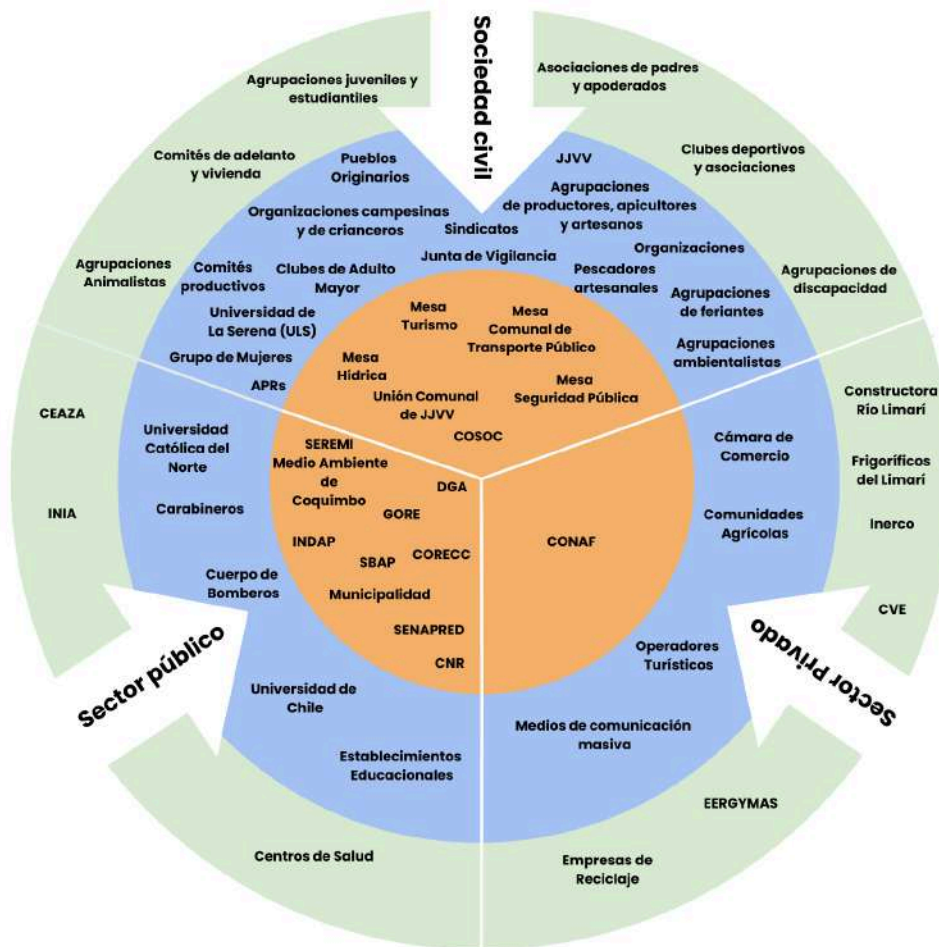 Sociedad civil
Agrupaciones juveniles y
estudiantiles
Asociaciones de padres
y apoderados
Comités de adelanto
y vivienda
Clubes deportivos
y asociaciones
Agrupaciones
Animalistas
Agrupaciones de
discapacidad
Pueblos
Originarios
JJVV
Organizaciones campesinas
y de crianceros
Sindicatos
Agrupaciones
de productores, apicultores
y artesanos
Junta de Vigilancia
Organizaciones
Comités
productivos
Clubes de Adulto
Mayor
Pescadores
artesanales
Universidad de
La Serena (ULS)
Agrupaciones
de feriantes
Grupo de Mujeres
Agrupaciones
ambientalistas
APRs
Mesa
Turismo
Mesa
Comunal de
Transporte Público
Mesa
Hídrica
Mesa
Seguridad Pública
Unión Comunal
de JJVV
COSOC
CEAZA
INIA
Universidad
Católica del
Norte
Carabineros
Cuerpo de
Bomberos
SEREMI
Medio Ambiente
de
Coquimbo
DGA
GORE
INDAP
SBAP
CORECC
Municipalidad
SENAPRED
CNR
Sector público
Universidad de
Chile
Establecimientos
Educacionales
Centros de Salud
CONAF
Cámara de
Comercio
Comunidades
Agrícolas
Operadores
Turísticos
Medios de comunicación
masiva
Sector Privado
Constructora
Río Limarí
Frigoríficos
del Limarí
Inerco
CVE
EERGYMAS
Empresas de
Reciclaje